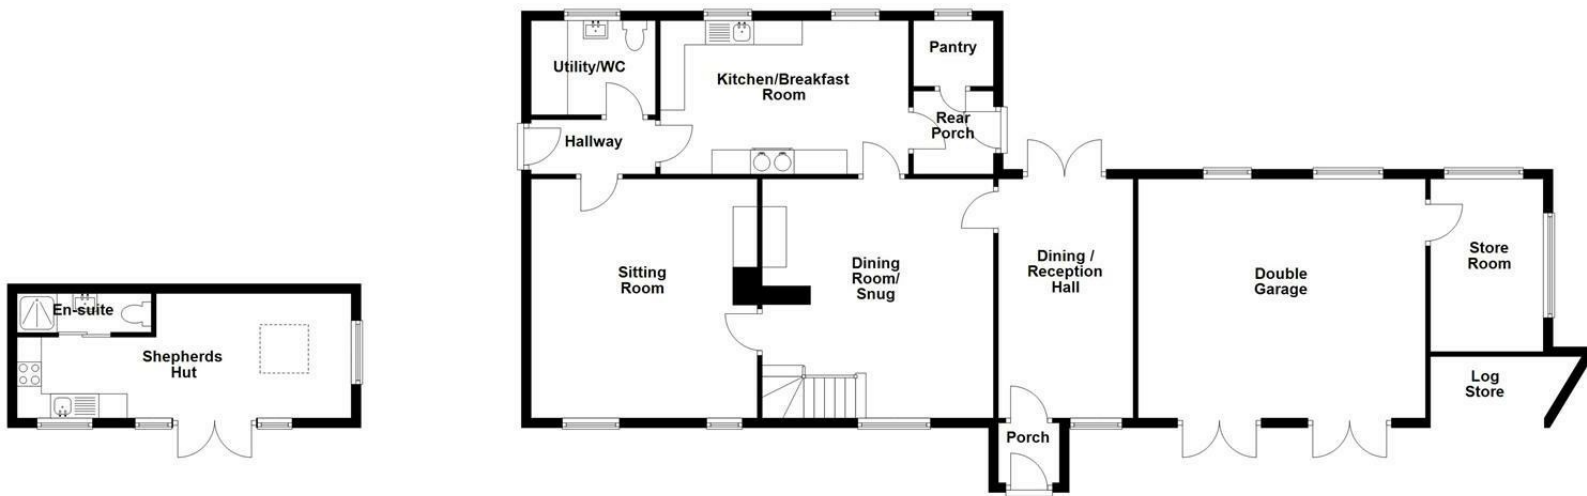 Utility/WC
Kitchen/Breakfast
Room
Pantry
Rear
Porch
Hallway
Sitting
Room
Dining
Room/
Snug
Dining /
Reception
Hall
Double
Garage
Store
Room
Log
Store
Porch
En-suite
Shepherds
Hut